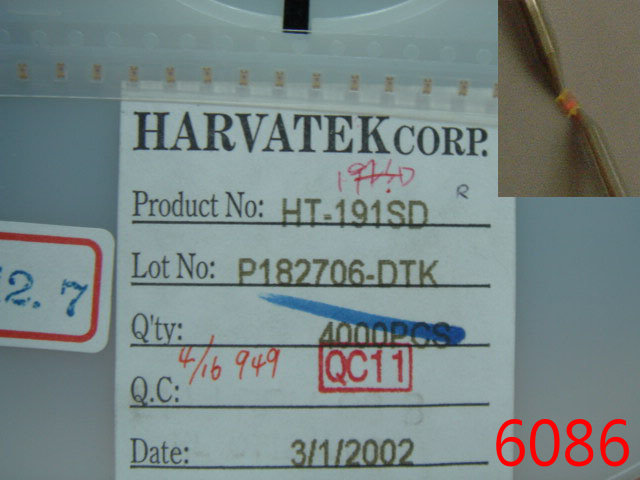 HARVATEK CORP.
R
Product No: HT-191SD
Lot No: P182706-DTK
2.7
Q'ty: 4000PCS
4/16 949
QC11
Q.C:
Date: 3/1/2002
6086